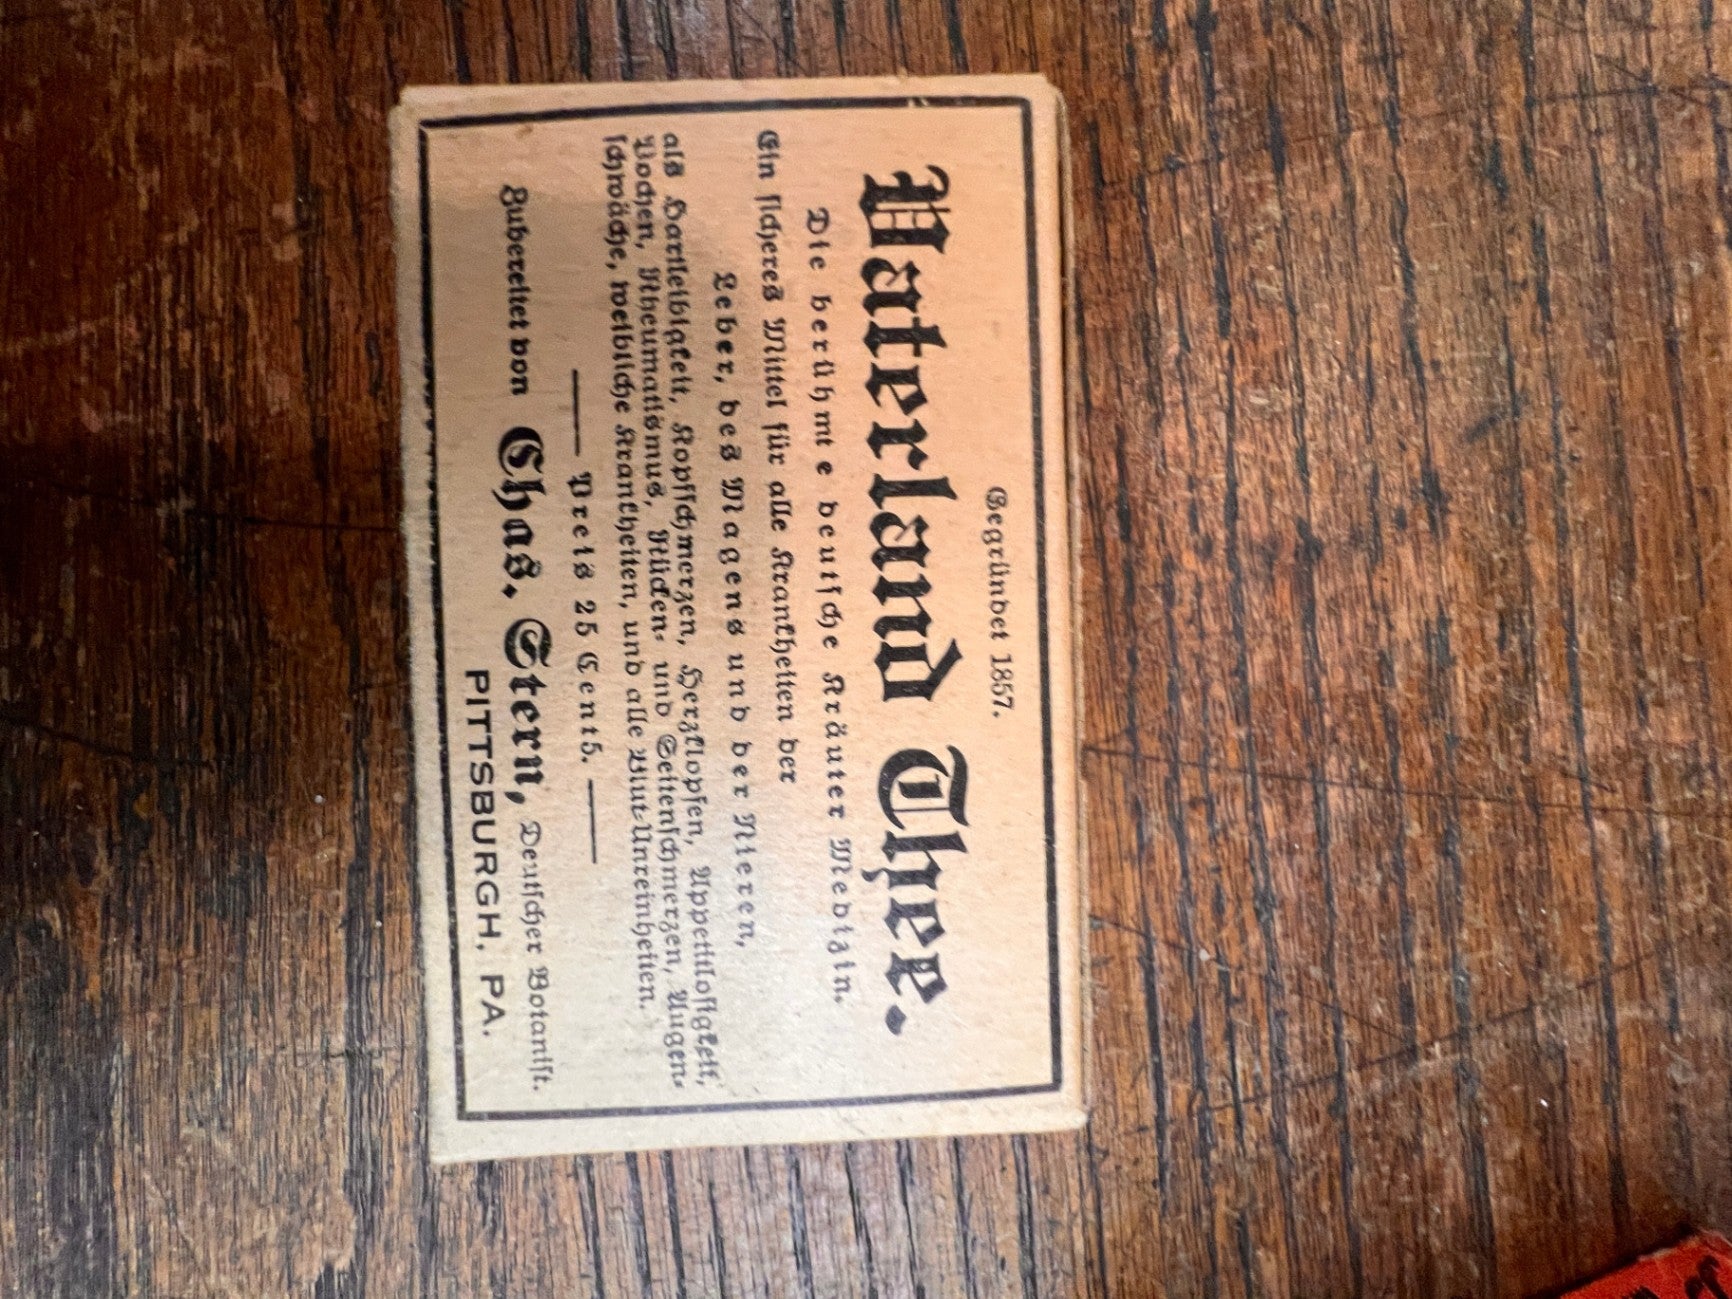 Gegründet 1857.
Vaterland Thee.
Die berühmte deutsche Kräuter Medizin.
Ein sicheres Mittel für alle Krankheiten der
Leber, des Magens und der Nieren,
als Hartleibigkeit, Kopfschmerzen, Herzklopfen, Appetitlosigkeit,
Pochen, Rheumatismus, Rücken- und Seitenschmerzen, Augen-
schwäche, weibliche Krankheiten, und alle Blut-Unreinheiten.
Preis 25 Cents.
Zubereitet von Chas. Stern, Deutscher Botanist.
PITTSBURGH, PA.